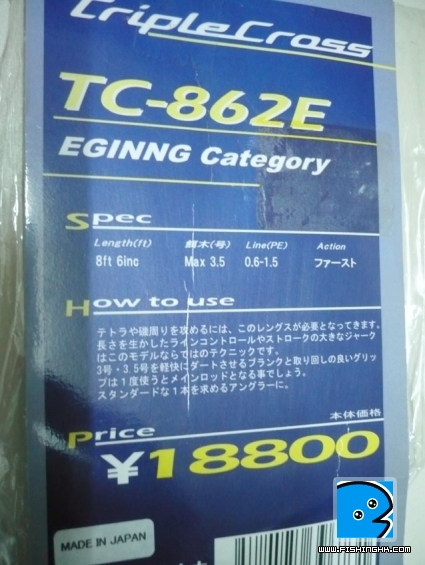 TripleCross
TC-862E
EGINNG Category
Spec
Length(ft) 餌木(号) Line(PE) Action
8ft 6inc Max 3.5 0.6-1.5 ファースト
How to use
テトラや磯周りを攻めるには、このレングスが必要となってきます。
長さを生かしたラインコントロールやストロークの大きなジャーク
はこのモデルならではのテクニックです。
3号・3.5号を軽快にダートさせるブランクと取り回しの良いグリッ
プは１度使うとメインロッドとなる事でしょう。
スタンダードな１本を求めるアングラーに。
本体価格
Price
¥18800
MADE IN JAPAN
www.FISHINGHK.com